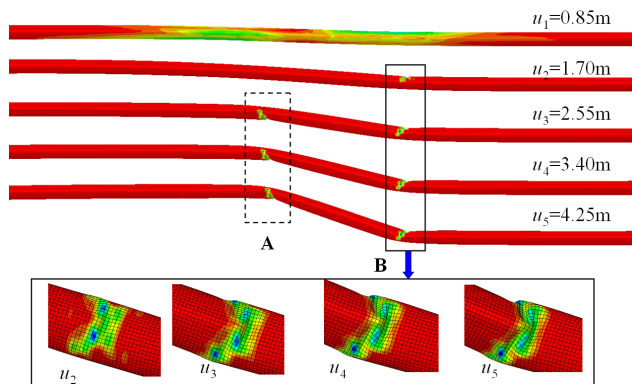 u₁=0.85m
u₂=1.70m
u₃=2.55m
u₄=3.40m
u₅=4.25m
A
B
u₂
u₃
u₄
u₅